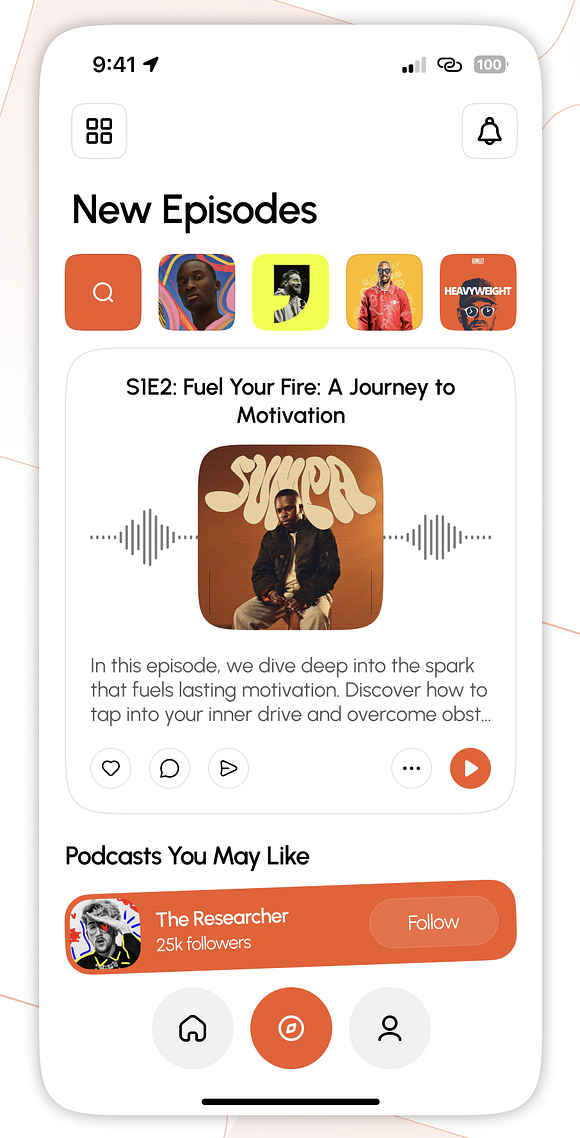 9:41
100
New Episodes
GIMLET
HEAVYWEIGHT
S1E2: Fuel Your Fire: A Journey to
Motivation
SUMPA
In this episode, we dive deep into the spark
that fuels lasting motivation. Discover how to
tap into your inner drive and overcome obst...
Podcasts You May Like
The Researcher
25k followers
Follow